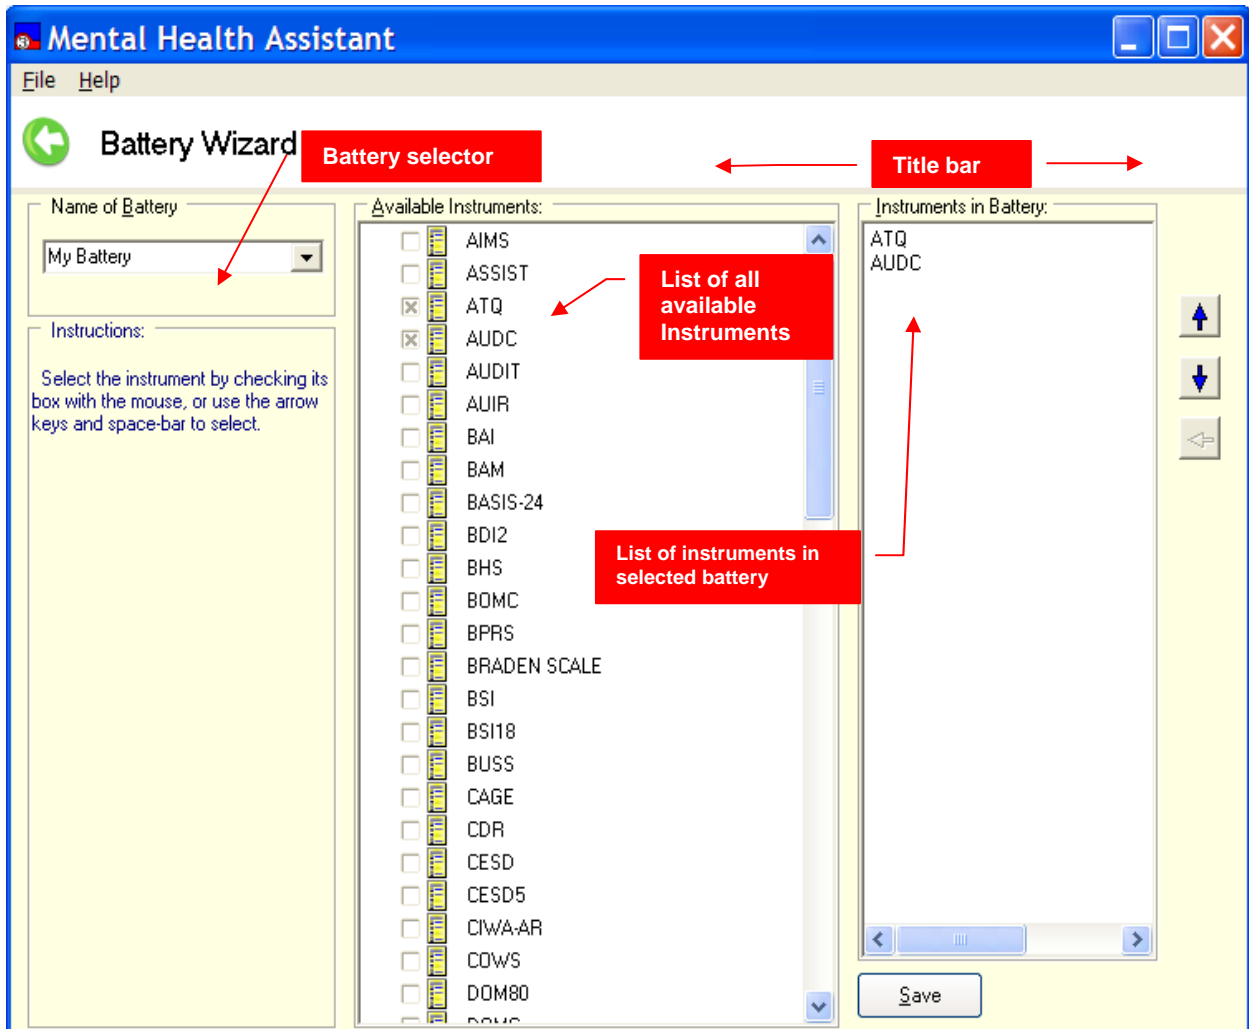 Mental Health Assistant
File Help
Battery Wizard
Battery selector
Title bar
Name of Battery
My Battery
Instructions:
Select the instrument by checking its
box with the mouse, or use the arrow
keys and space-bar to select.
Available Instruments:
AIMS
ASSIST
ATQ
AUDC
AUDIT
AUIR
BAI
BAM
BASIS-24
BDI2
BHS
BOMC
BPRS
BRADEN SCALE
BSI
BSI18
BUSS
CAGE
CDR
CESD
CESD5
CIWA-AR
COWS
DOM80
List of all
available
Instruments
List of instruments in
selected battery
Instruments in Battery:
ATQ
AUDC
Save